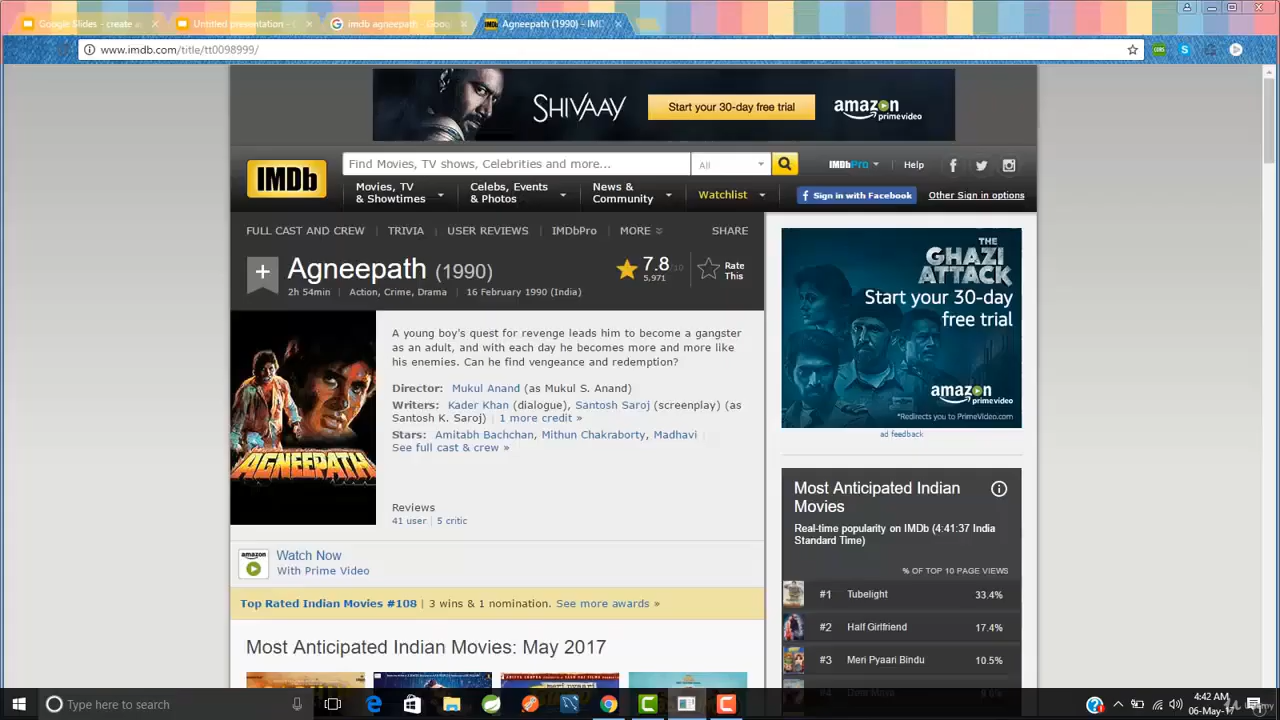 Google Slides - create a
Untitled presentation -
imdb agneepath - Goo
IMDb
Agneepath (1990) - IMD
www.imdb.com/title/tt0098999/
SHIVAAY
Start your 30-day free trial
amazon
prime video
IMDb
Find Movies, TV shows, Celebrities and more...
All
IMDbPro
Help
Movies, TV
& Showtimes
Celebs, Events
& Photos
News &
Community
Watchlist
Sign in with Facebook
Other Sign in options
FULL CAST AND CREW
TRIVIA
USER REVIEWS
IMDbPro
MORE
SHARE
Agneepath (1990)
7.8/10
5,971
Rate
This
2h 54min | Action, Crime, Drama | 16 February 1990 (India)
THE
GHAZI
ATTACK
Start your 30-day
free trial
amazon
prime video
*Redirects you to PrimeVideo.com
ad feedback
AGNEEPATH
A young boy's quest for revenge leads him to become a gangster
as an adult, and with each day he becomes more and more like
his enemies. Can he find vengeance and redemption?
Director: Mukul Anand (as Mukul S. Anand)
Writers: Kader Khan (dialogue), Santosh Saroj (screenplay) (as
Santosh K. Saroj) | 1 more credit »
Stars: Amitabh Bachchan, Mithun Chakraborty, Madhavi |
See full cast & crew »
Reviews
41 user | 5 critic
amazon
Watch Now
With Prime Video
Top Rated Indian Movies #108 | 3 wins & 1 nomination. See more awards »
Most Anticipated Indian Movies: May 2017
Most Anticipated Indian
Movies
Real-time popularity on IMDb (4:41:37 India
Standard Time)
% OF TOP 10 PAGE VIEWS
#1 Tubelight 33.4%
#2 Half Girlfriend 17.4%
#3 Meri Pyaari Bindu 10.5%
#4
Type here to search
4:42 AM
06-May-17